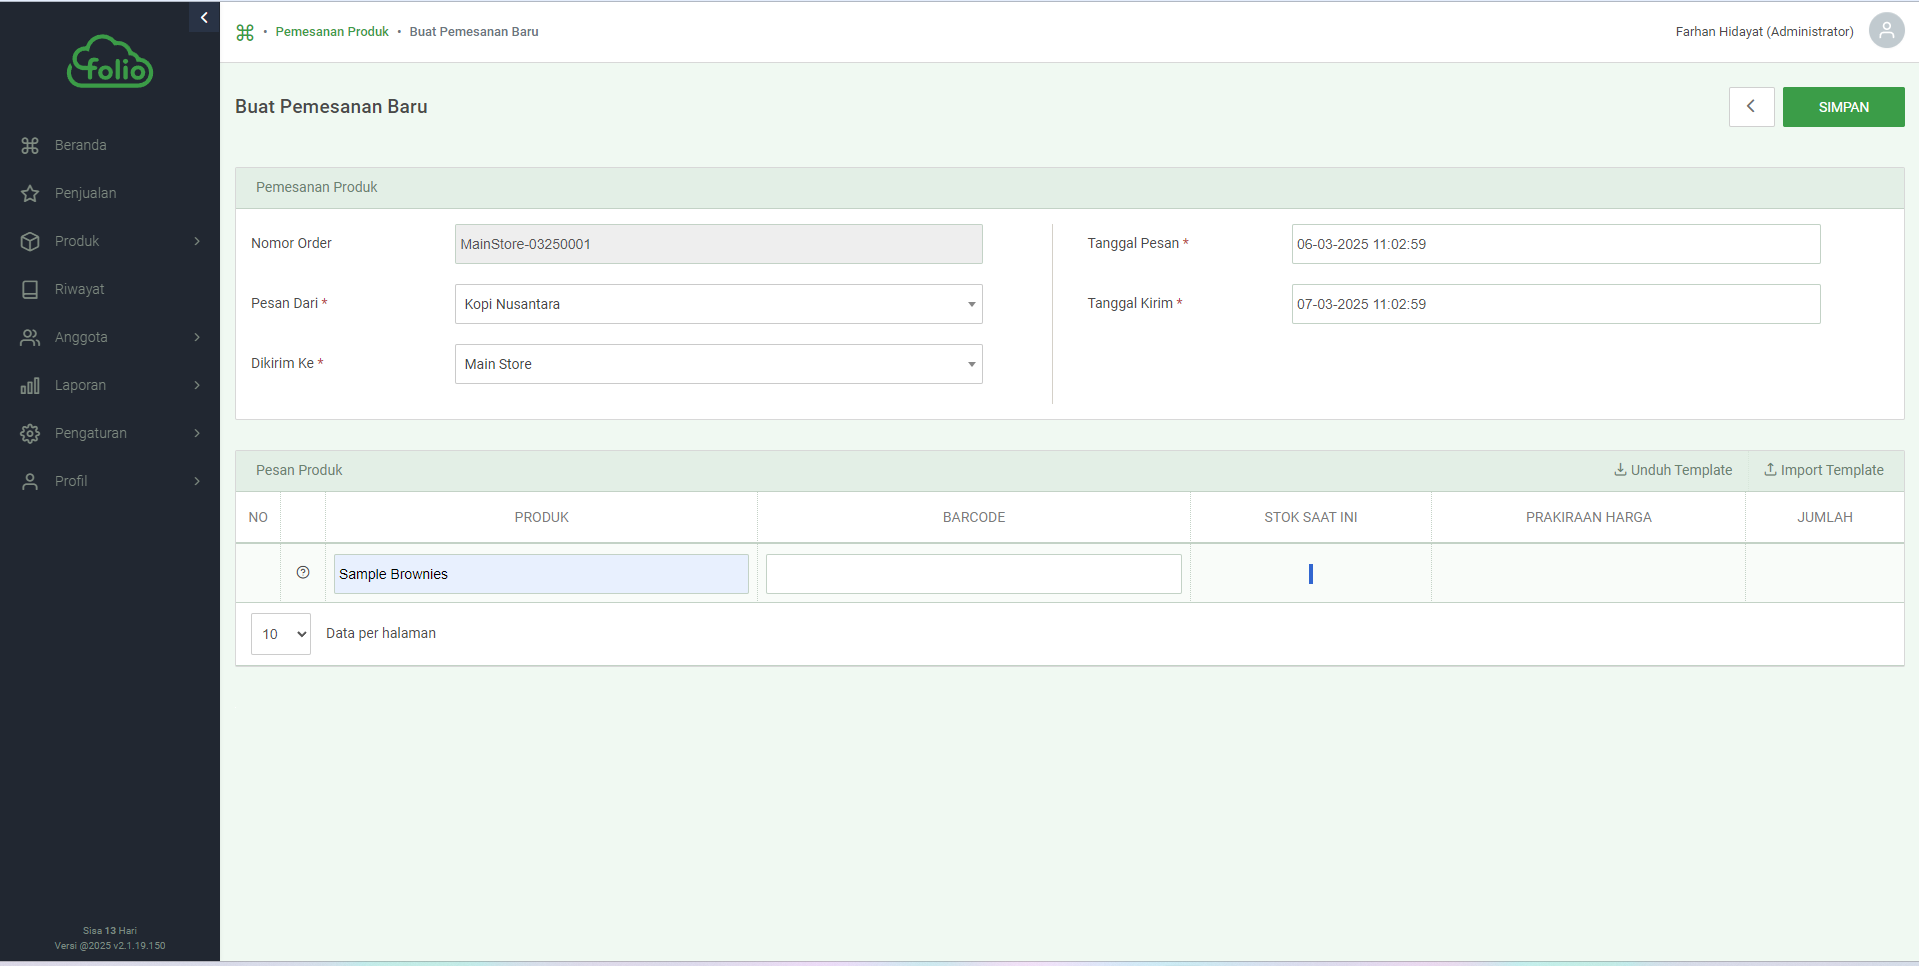 folio
Beranda
Penjualan
Produk
Riwayat
Anggota
Laporan
Pengaturan
Profil
Sisa 13 Hari
Versi @2025 v2.1.19.150
• Pemesanan Produk • Buat Pemesanan Baru
Farhan Hidayat (Administrator)
Buat Pemesanan Baru
SIMPAN
Pemesanan Produk
Nomor Order MainStore-03250001
Pesan Dari * Kopi Nusantara
Dikirim Ke * Main Store
Tanggal Pesan * 06-03-2025 11:02:59
Tanggal Kirim * 07-03-2025 11:02:59
Pesan Produk
Unduh Template Import Template
NO PRODUK BARCODE STOK SAAT INI PRAKIRAAN HARGA JUMLAH
Sample Brownies
10 Data per halaman